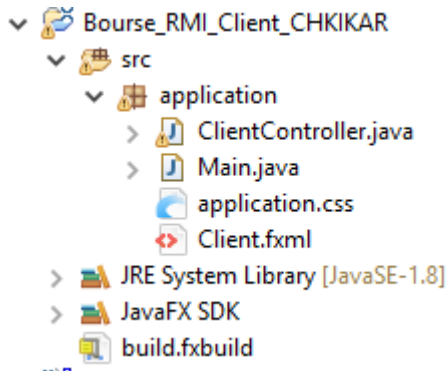 Bourse_RMI_Client_CHKIKAR
src
application
ClientController.java
Main.java
application.css
Client.fxml
JRE System Library [JavaSE-1.8]
JavaFX SDK
build.fxbuild